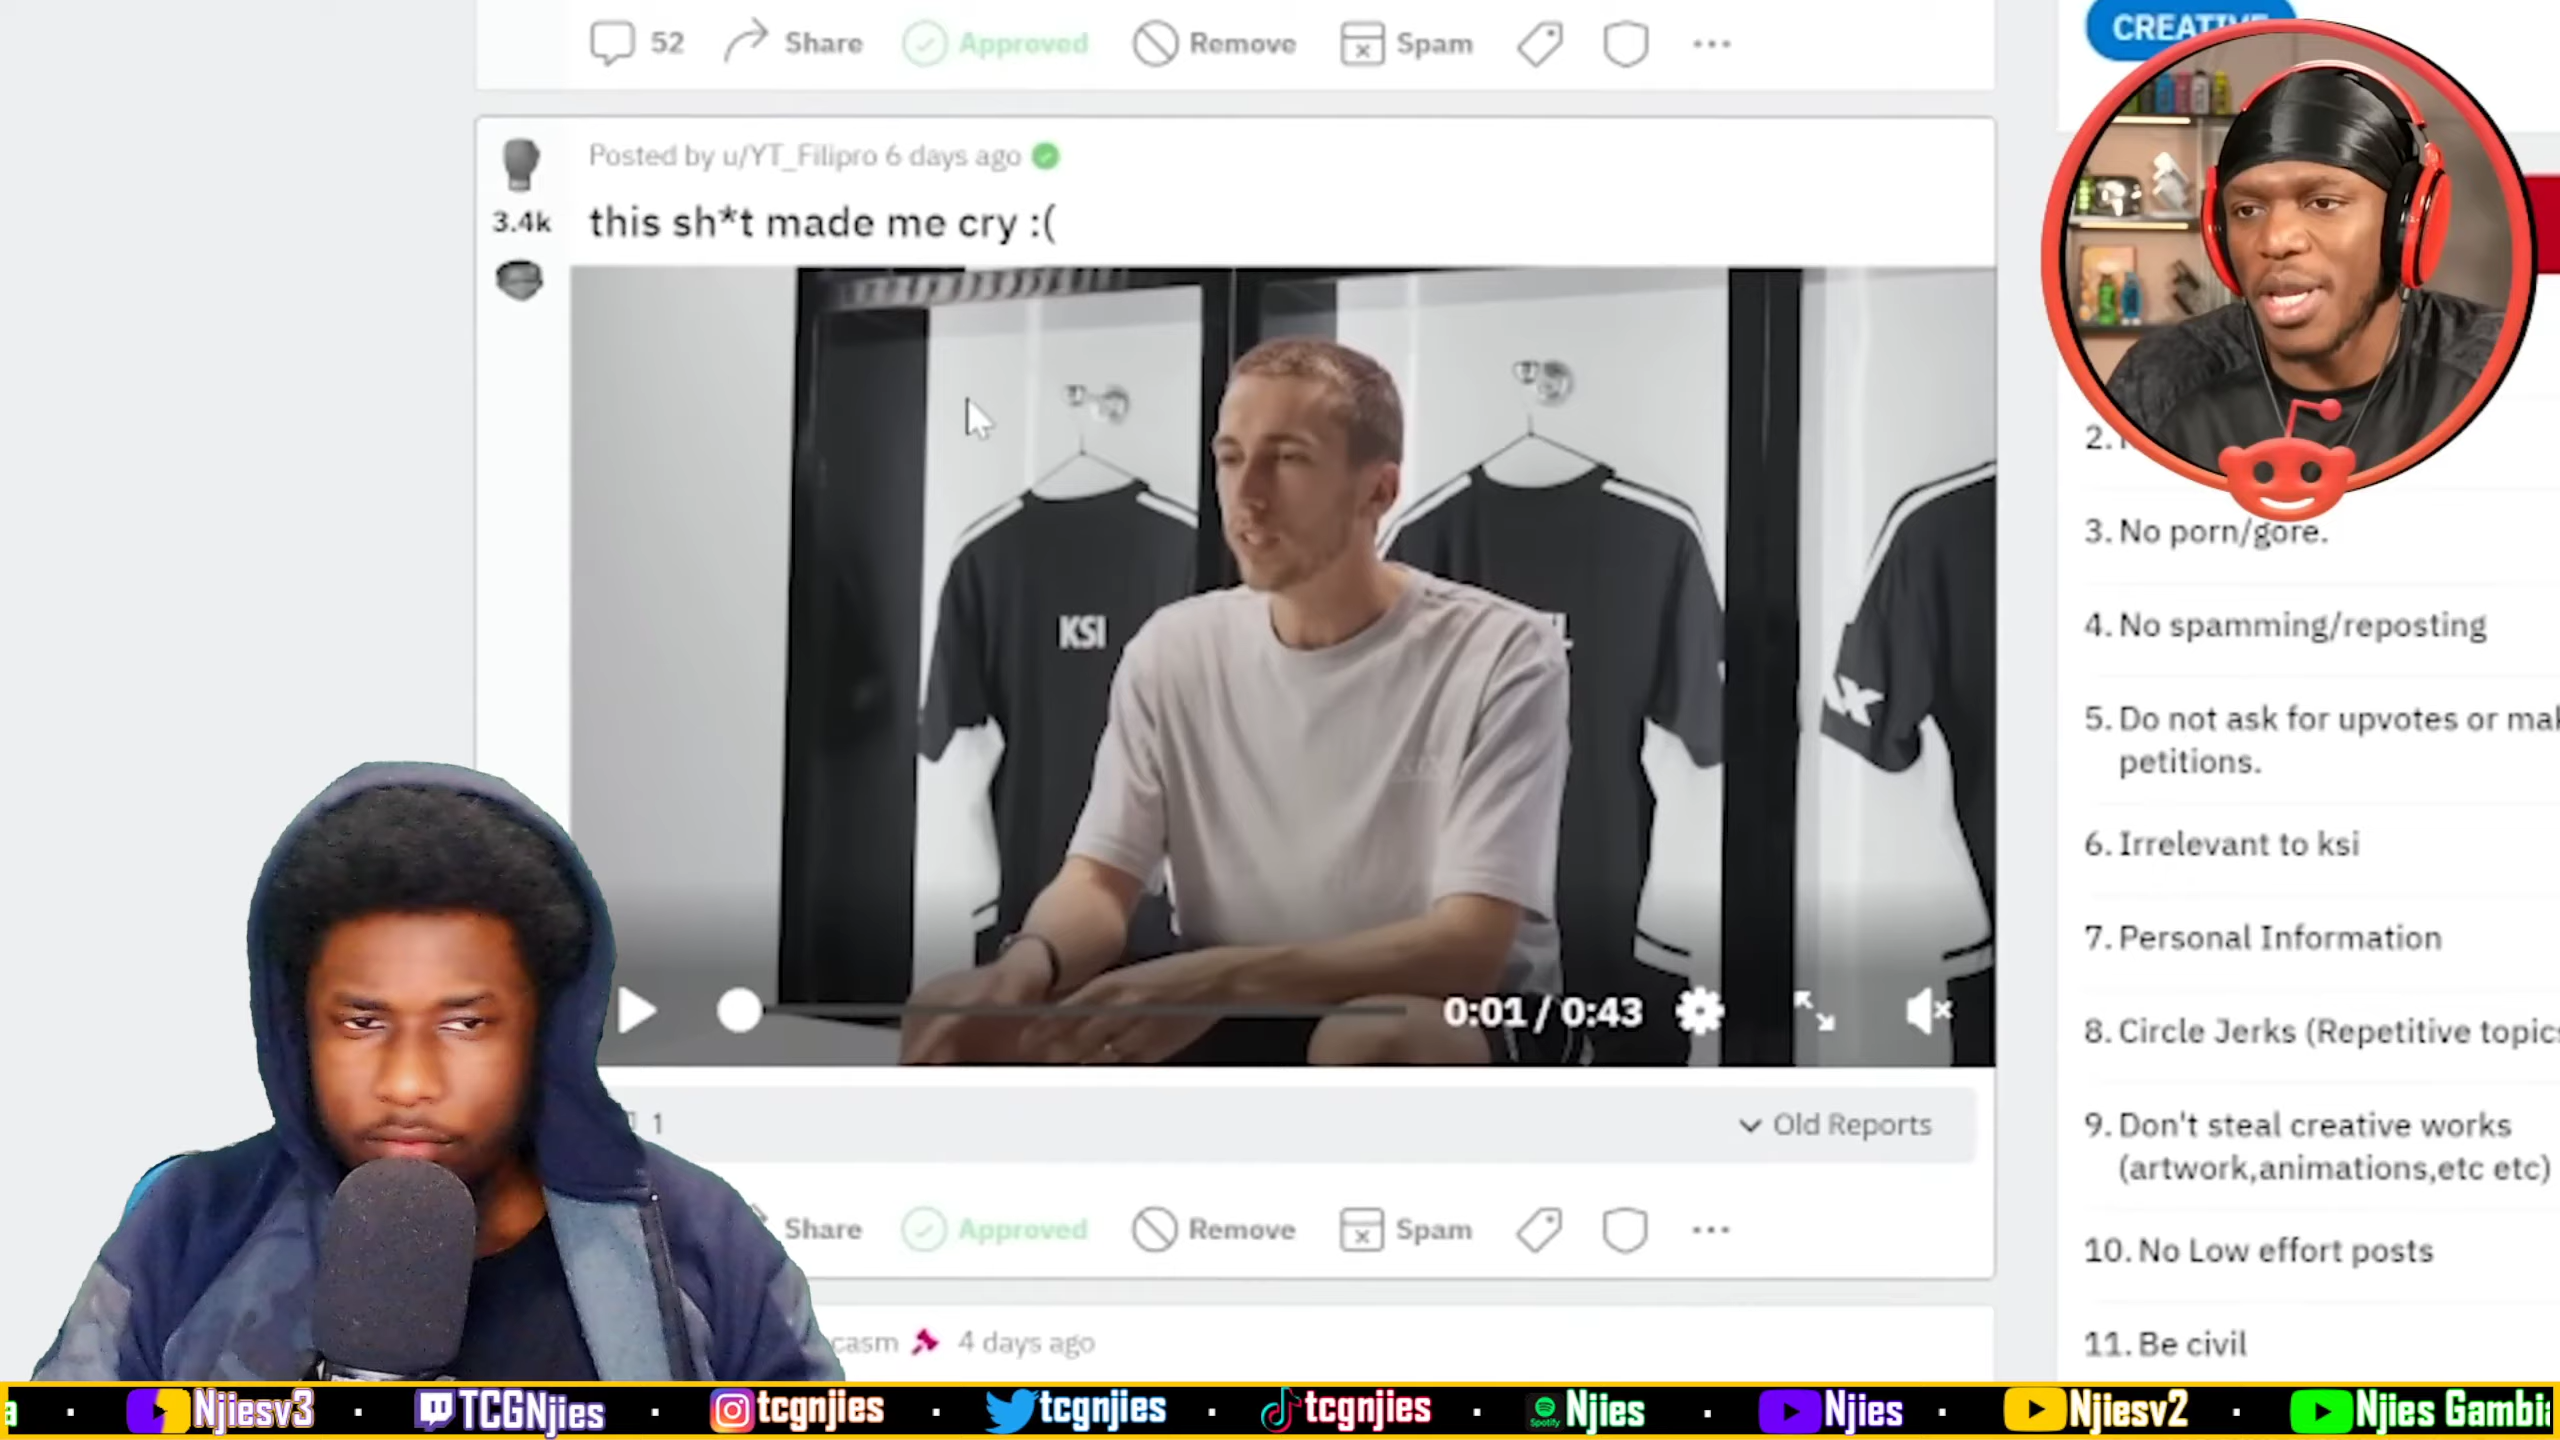 52 Share Approved Remove Spam
CREATIVE
Posted by u/YT_Filipro 6 days ago
3.4k
this sh*t made me cry :(
KSI
0:01 / 0:43
1
Old Reports
Share Approved Remove Spam
casm 4 days ago
2.
3. No porn/gore.
4. No spamming/reposting
5. Do not ask for upvotes or mak
petitions.
6. Irrelevant to ksi
7. Personal Information
8. Circle Jerks (Repetitive topics
9. Don't steal creative works
(artwork,animations,etc etc)
10. No Low effort posts
11. Be civil
a · Njiesv3 · TCGNjies · tcgnjies · tcgnjies · tcgnjies · Spotify Njies · Njies · Njiesv2 · Njies Gambi